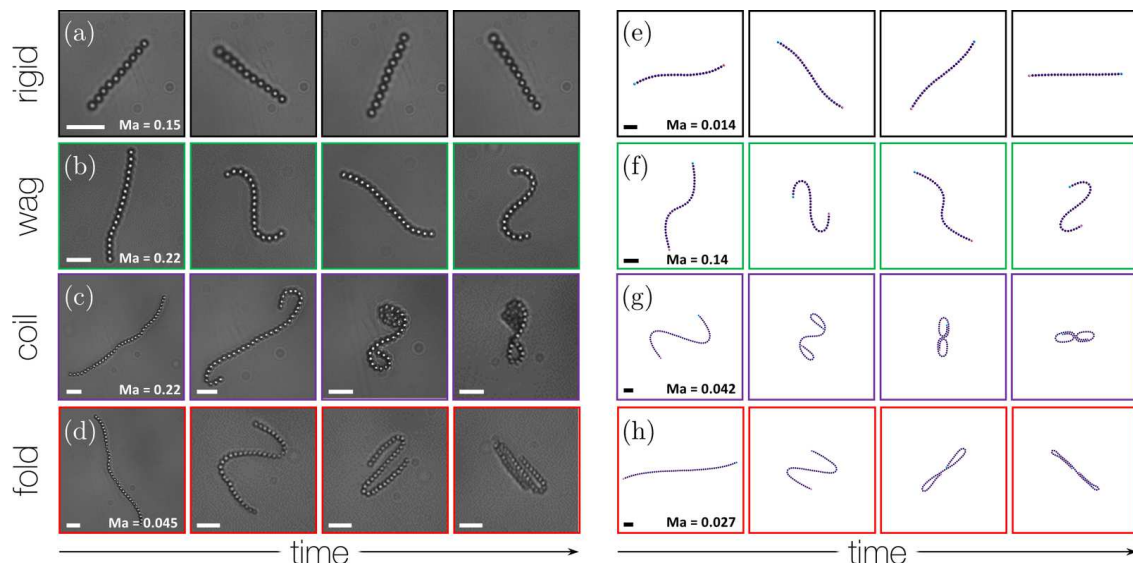 rigid
(a)
Ma = 0.15
(e)
Ma = 0.014
wag
(b)
Ma = 0.22
(f)
Ma = 0.14
coil
(c)
Ma = 0.22
(g)
Ma = 0.042
fold
(d)
Ma = 0.045
(h)
Ma = 0.027
time
time